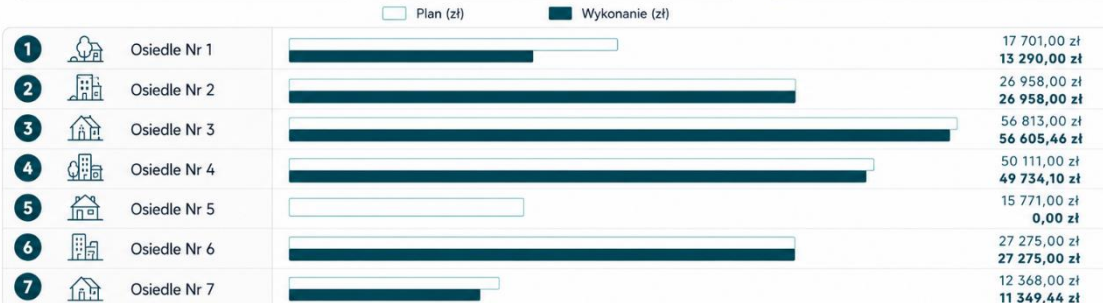 Plan (zł) Wykonanie (zł)
1 Osiedle Nr 1 17 701,00 zł
13 290,00 zł
2 Osiedle Nr 2 26 958,00 zł
26 958,00 zł
3 Osiedle Nr 3 56 813,00 zł
56 605,46 zł
4 Osiedle Nr 4 50 111,00 zł
49 734,10 zł
5 Osiedle Nr 5 15 771,00 zł
0,00 zł
6 Osiedle Nr 6 27 275,00 zł
27 275,00 zł
7 Osiedle Nr 7 12 368,00 zł
11 349,44 zł